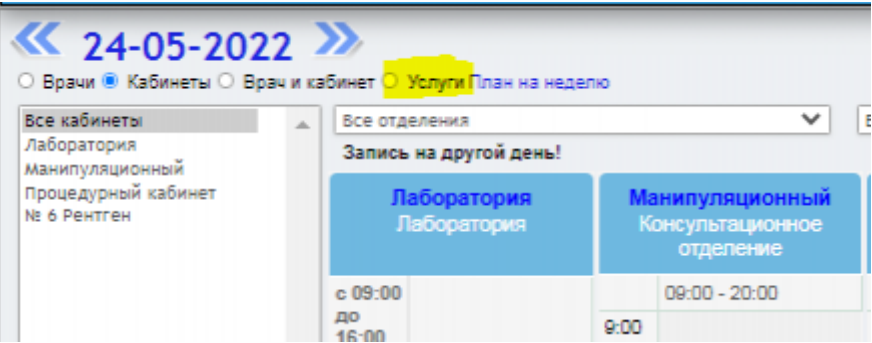 24-05-2022
Врачи Кабинеты Врач и кабинет Услуги План на неделю
Все кабинеты
Лаборатория
Манипуляционный
Процедурный кабинет
№ 6 Рентген
Все отделения
Запись на другой день!
Лаборатория
Лаборатория
Манипуляционный
Консультационное
отделение
с 09:00
до
16:00
09:00 - 20:00
9:00